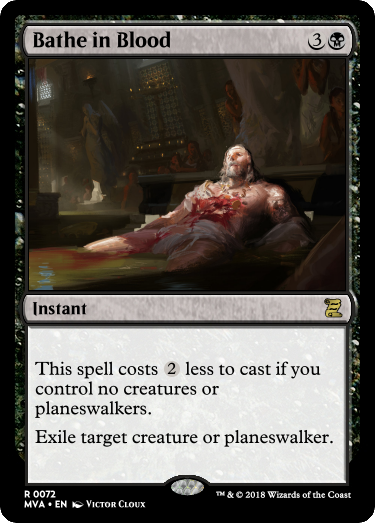 Bathe in Blood 3
Instant
This spell costs 2 less to cast if you
control no creatures or
planeswalkers.
Exile target creature or planeswalker.
R 0072
MVA • EN Victor Cloux
™ & © 2018 Wizards of the Coast